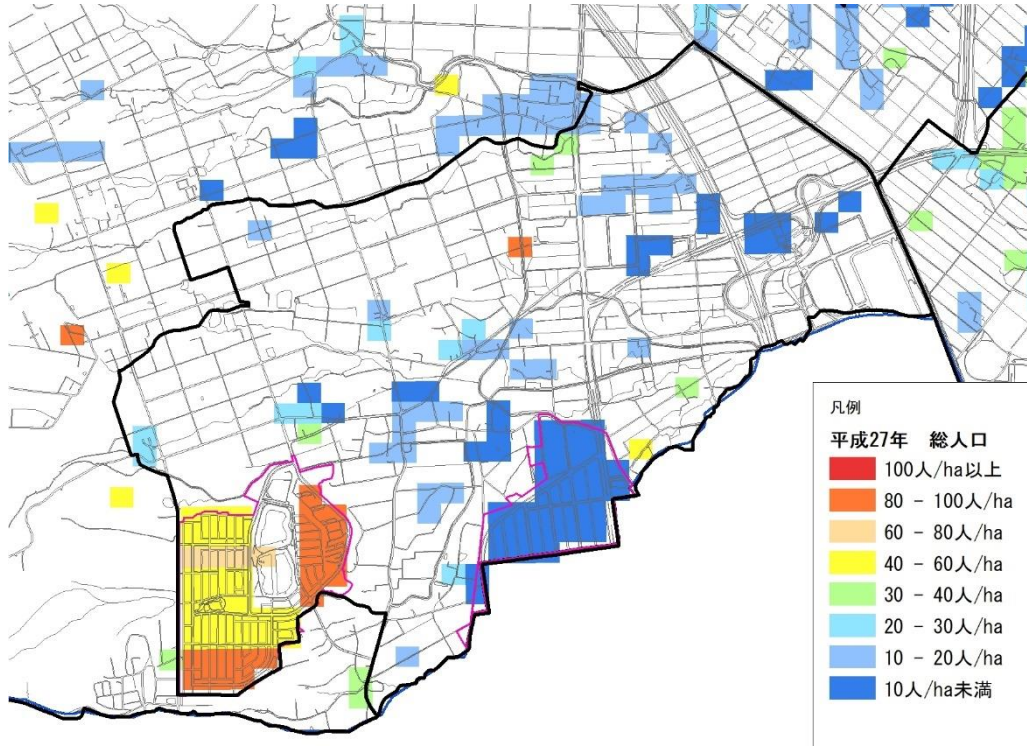 凡例
平成27年 総人口
100人/ha以上
80 - 100人/ha
60 - 80人/ha
40 - 60人/ha
30 - 40人/ha
20 - 30人/ha
10 - 20人/ha
10人/ha未満